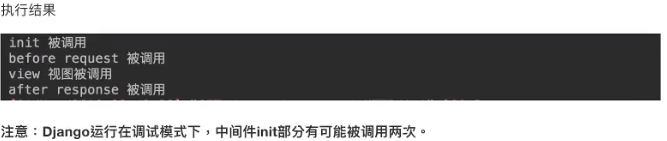 执行结果
init 被调用
before request 被调用
view 视图被调用
after response 被调用
注意：Django运行在调试模式下，中间件init部分有可能被调用两次。